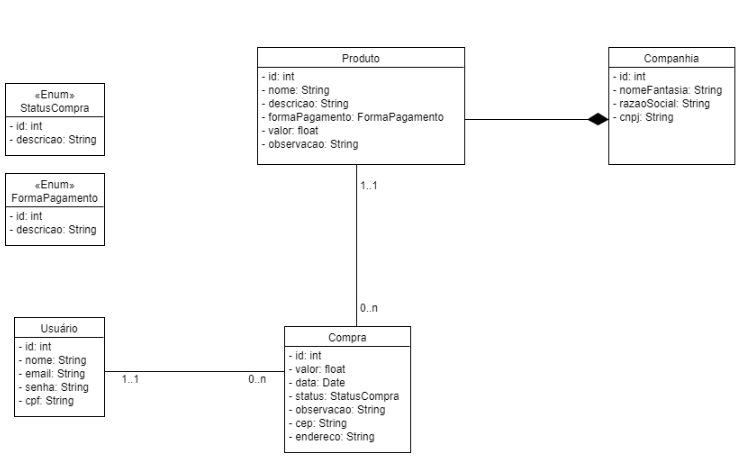 Produto
- id: int
- nome: String
- descricao: String
- formaPagamento: FormaPagamento
- valor: float
- observacao: String
Companhia
- id: int
- nomeFantasia: String
- razaoSocial: String
- cnpj: String
«Enum»
StatusCompra
- id: int
- descricao: String
«Enum»
FormaPagamento
- id: int
- descricao: String
1..1
0..n
Usuário
- id: int
- nome: String
- email: String
- senha: String
- cpf: String
1..1
0..n
Compra
- id: int
- valor: float
- data: Date
- status: StatusCompra
- observacao: String
- cep: String
- endereco: String